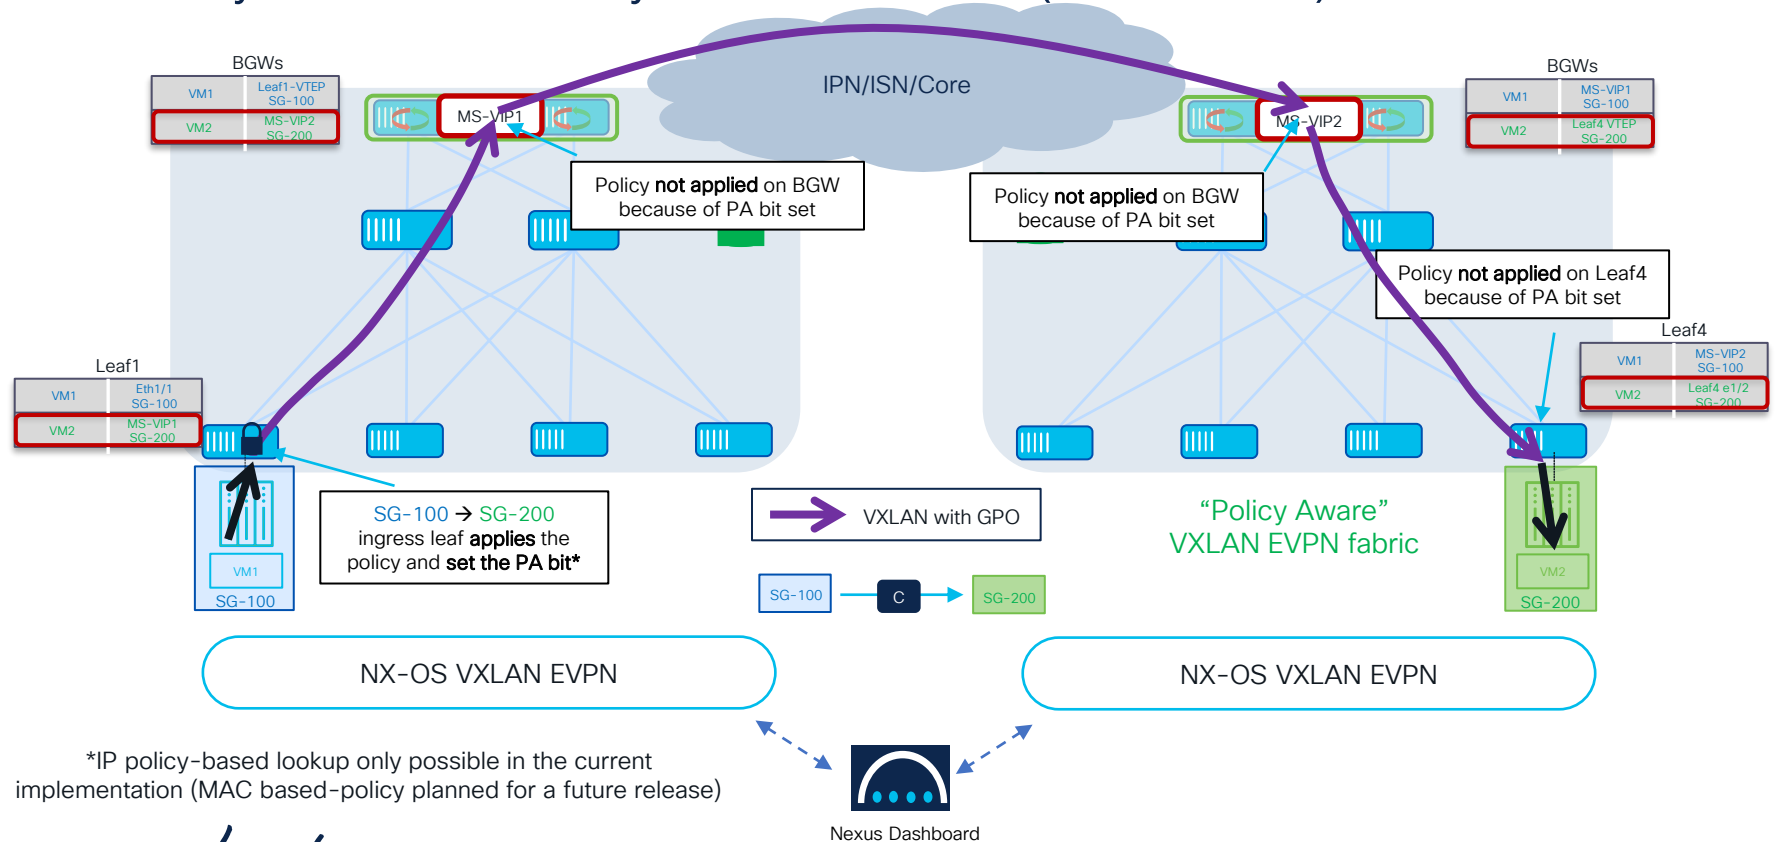 IPN/ISN/Core
BGWs
VM1
Leaf1-VTEP
SG-100
VM2
MS-VIP2
SG-200
MS-VIP1
MS-VIP2
BGWs
VM1
MS-VIP1
SG-100
VM2
Leaf4 VTEP
SG-200
Policy not applied on BGW
because of PA bit set
Policy not applied on BGW
because of PA bit set
Policy not applied on Leaf4
because of PA bit set
Leaf1
VM1
Eth1/1
SG-100
VM2
MS-VIP1
SG-200
Leaf4
VM1
MS-VIP2
SG-100
VM2
Leaf4 e1/2
SG-200
VM1
SG-100
SG-100 → SG-200
ingress leaf applies the
policy and set the PA bit*
VXLAN with GPO
SG-100
C
SG-200
"Policy Aware"
VXLAN EVPN fabric
VM2
SG-200
NX-OS VXLAN EVPN
NX-OS VXLAN EVPN
*IP policy-based lookup only possible in the current
implementation (MAC based-policy planned for a future release)
Nexus Dashboard